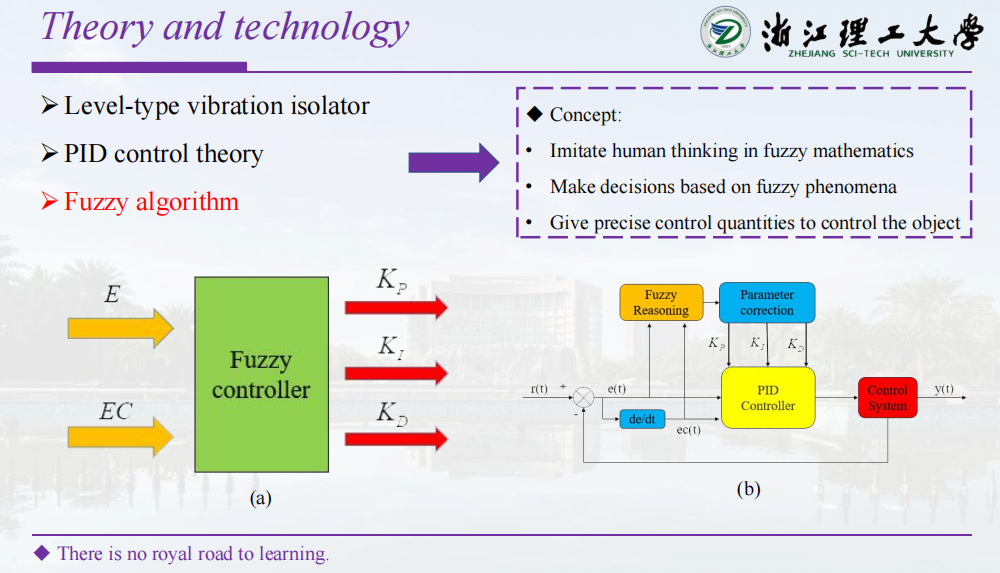 Theory and technology
浙江理工大学
ZHEJIANG SCI-TECH UNIVERSITY
➢ Level-type vibration isolator
➢ PID control theory
➢ Fuzzy algorithm
◆ Concept:
• Imitate human thinking in fuzzy mathematics
• Make decisions based on fuzzy phenomena
• Give precise control quantities to control the object
E
EC
Fuzzy
controller
K_P
K_I
K_D
(a)
Fuzzy
Reasoning
Parameter
correction
K_P K_I K_D
r(t) + e(t)
-
de/dt
ec(t)
PID
Controller
Control
System
y(t)
(b)
◆ There is no royal road to learning.